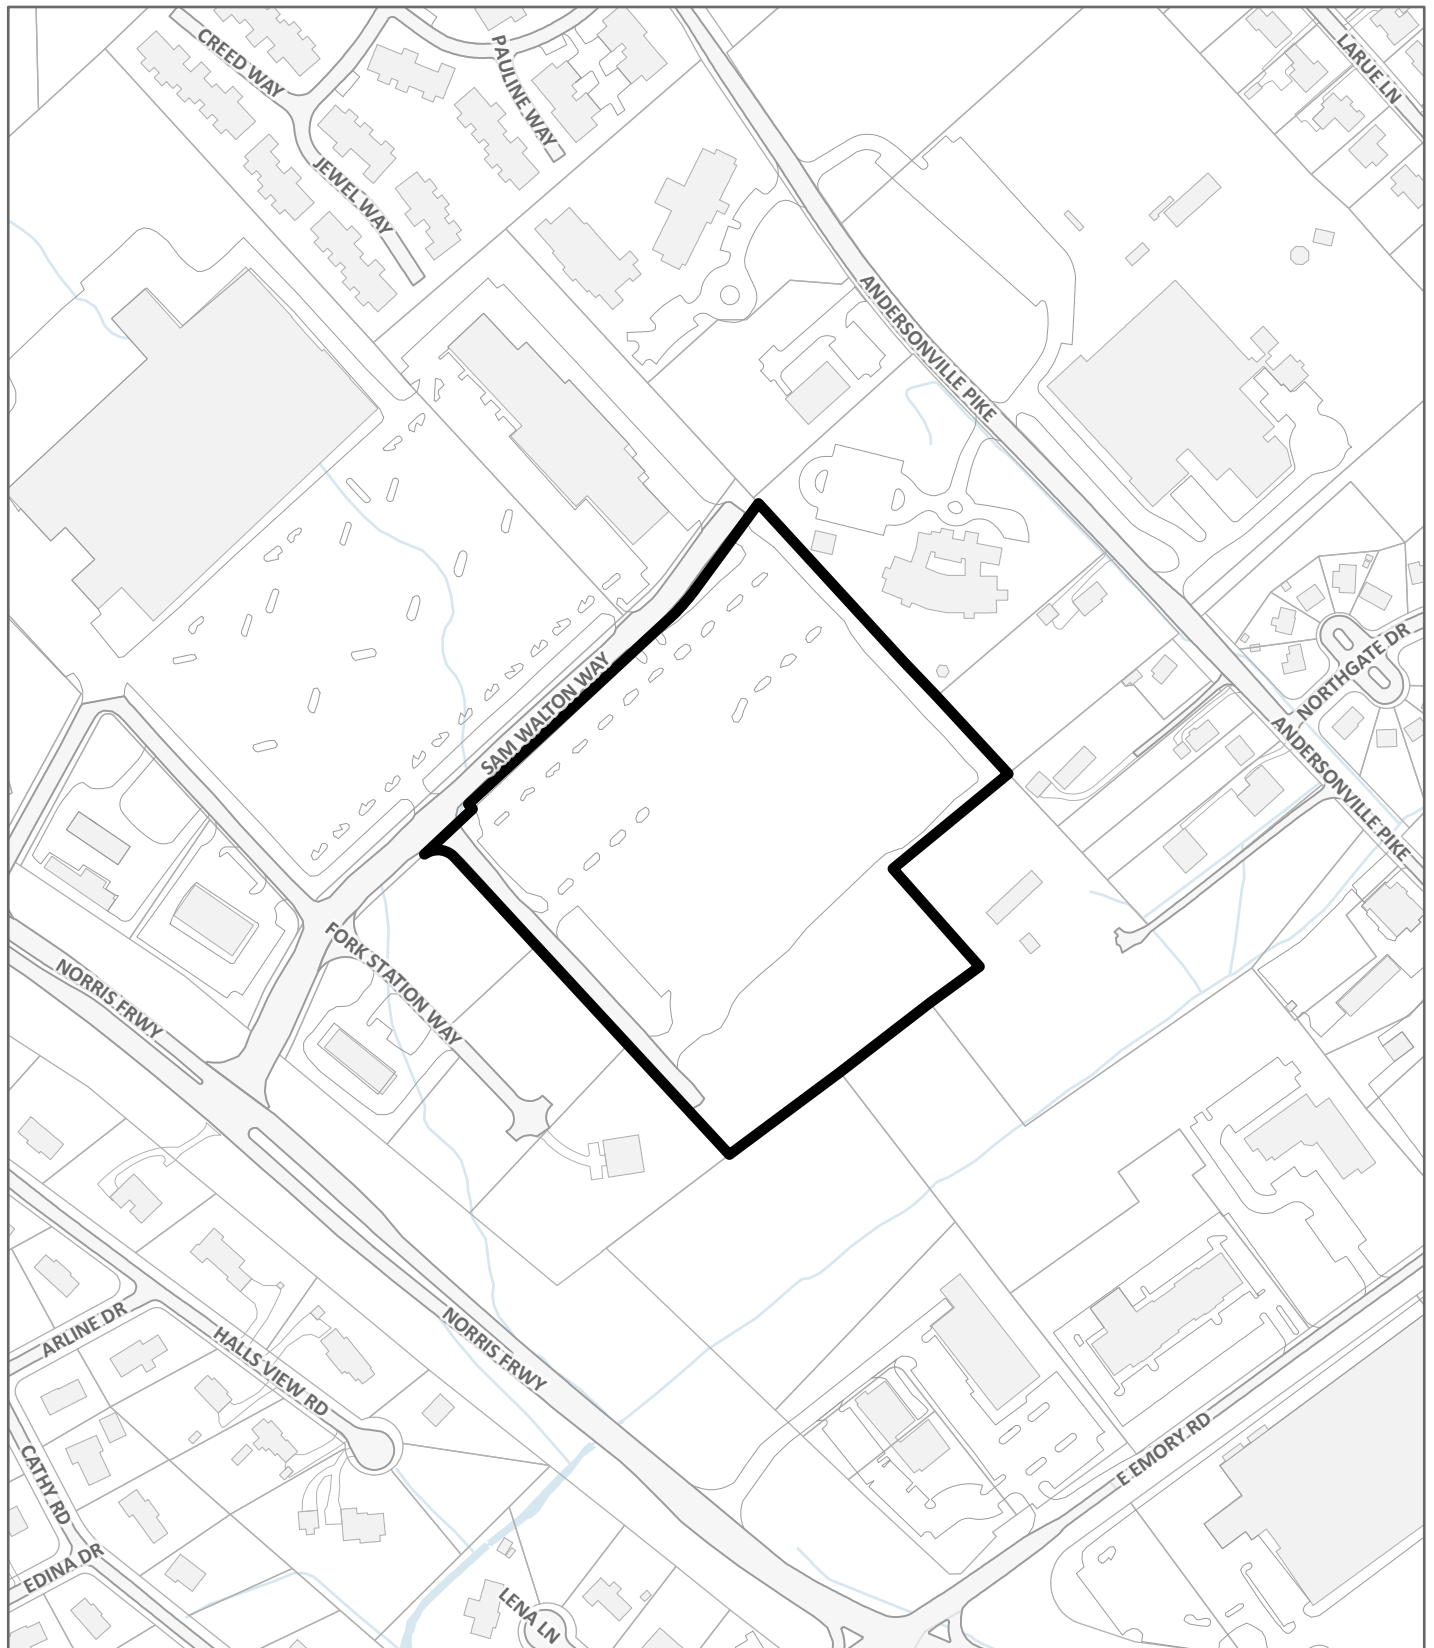 CREED WAY
PAULINE WAY
LARUE LN
JEWEL WAY
ANDERSONVILLE PIKE
SAM WALTON WAY
NORTHGATE DR
ANDERSONVILLE PIKE
FORK STATION WAY
NORRIS FRWY
ARLINE DR
HALLS VIEW RD
NORRIS FRWY
E EMORY RD
CATHY RD
EDINA DR
LENA LN